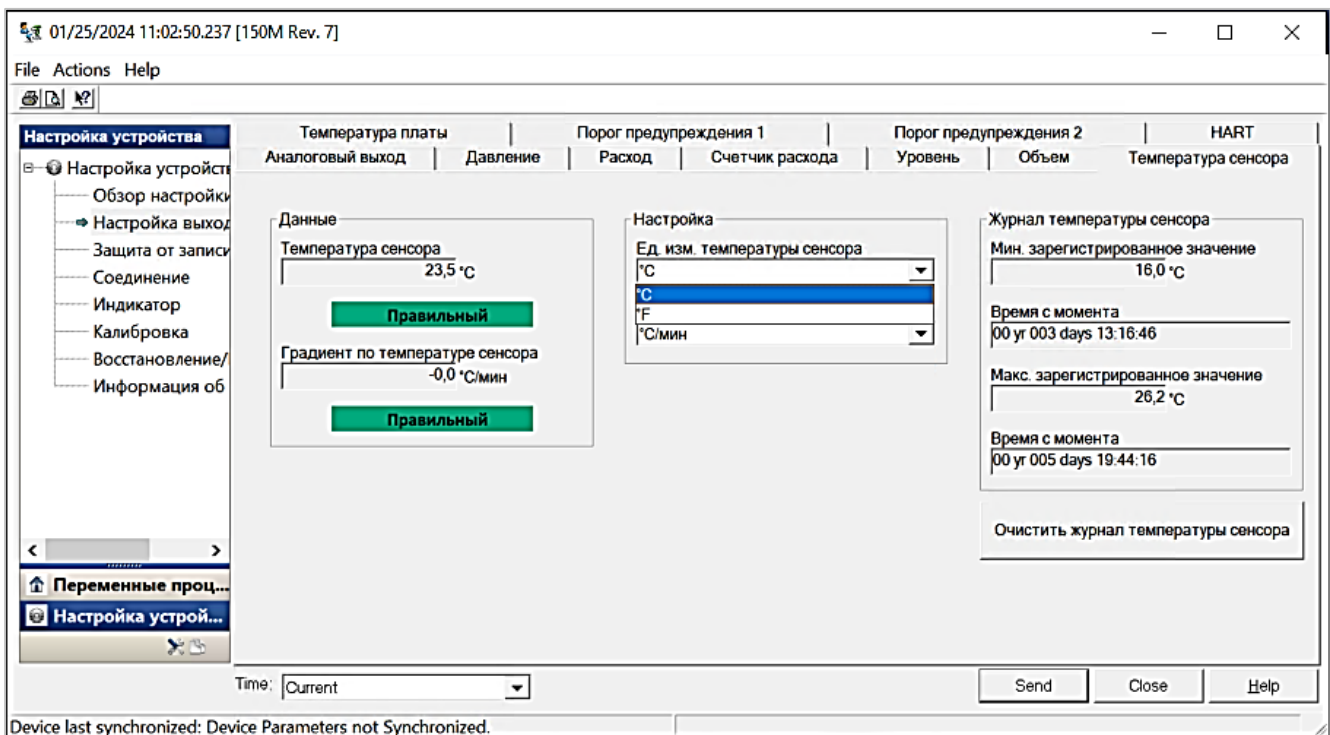 01/25/2024 11:02:50.237 [150M Rev. 7]
File Actions Help
Настройка устройства
Настройка устройств
Обзор настройки
Настройка выход
Защита от записи
Соединение
Индикатор
Калибровка
Восстановление/
Информация об
Переменные проц...
Настройка устрой...
Температура платы
Порог предупреждения 1
Порог предупреждения 2
HART
Аналоговый выход
Давление
Расход
Счетчик расхода
Уровень
Объем
Температура сенсора
Данные
Температура сенсора
23,5 °C
Правильный
Градиент по температуре сенсора
-0,0 °C/мин
Правильный
Настройка
Ед. изм. температуры сенсора
°C
°C
°F
°C/мин
Журнал температуры сенсора
Мин. зарегистрированное значение
16,0 °C
Время с момента
00 yr 003 days 13:16:46
Макс. зарегистрированное значение
26,2 °C
Время с момента
00 yr 005 days 19:44:16
Очистить журнал температуры сенсора
Time: Current
Send
Close
Help
Device last synchronized: Device Parameters not Synchronized.